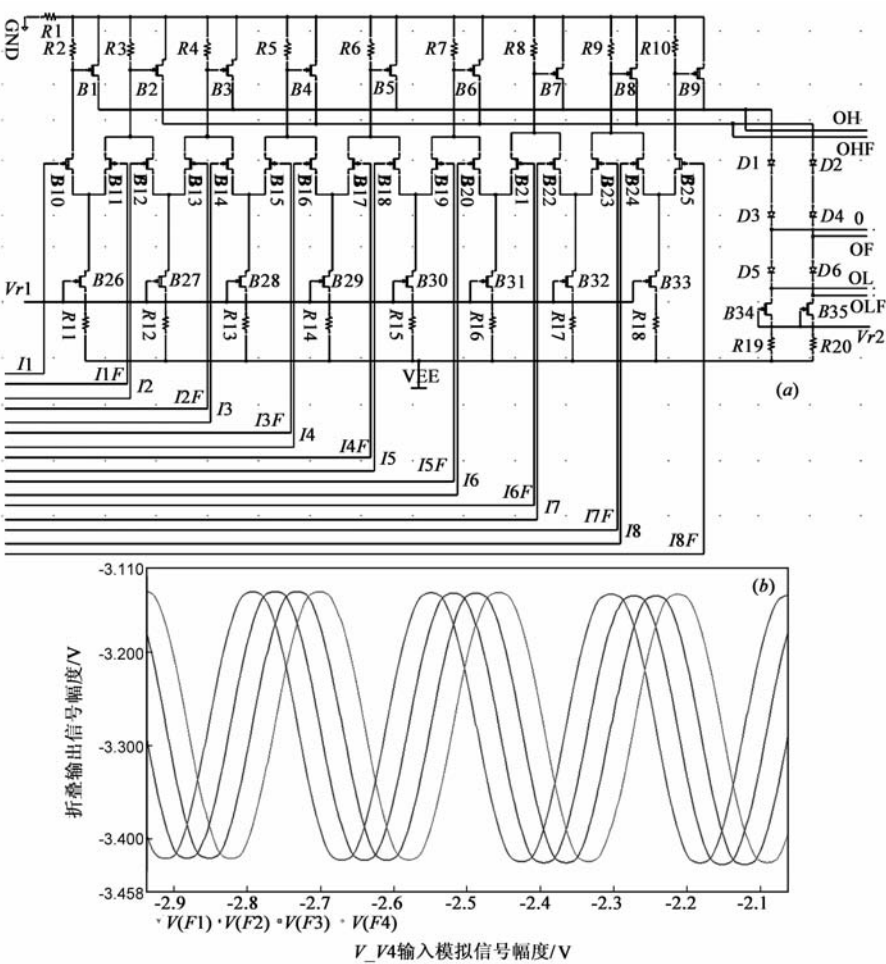 GND
R1
R2 R3 R4 R5 R6 R7 R8 R9 R10
B1 B2 B3 B4 B5 B6 B7 B8 B9
OH
OHF
D1 D2
B10 B11 B12 B13 B14 B15 B16 B17 B18 B19 B20 B21 B22 B23 B24 B25
D3 D4 0
OF
D5 D6
OL
OLF
Vr1 B26 B27 B28 B29 B30 B31 B32 B33
B34 B35
R11 R12 R13 R14 R15 R16 R17 R18
Vr2
R19 R20
VEE
(a)
I1
I1F
I2
I2F
I3
I3F
I4
I4F
I5
I5F
I6
I6F
I7
I7F
I8
I8F
(b)
-3.110
-3.200
-3.300
-3.400
-3.458
折叠输出信号幅度/V
-2.9 -2.8 -2.7 -2.6 -2.5 -2.4 -2.3 -2.2 -2.1
V(F1) V(F2) V(F3) V(F4)
V_V4输入模拟信号幅度/V